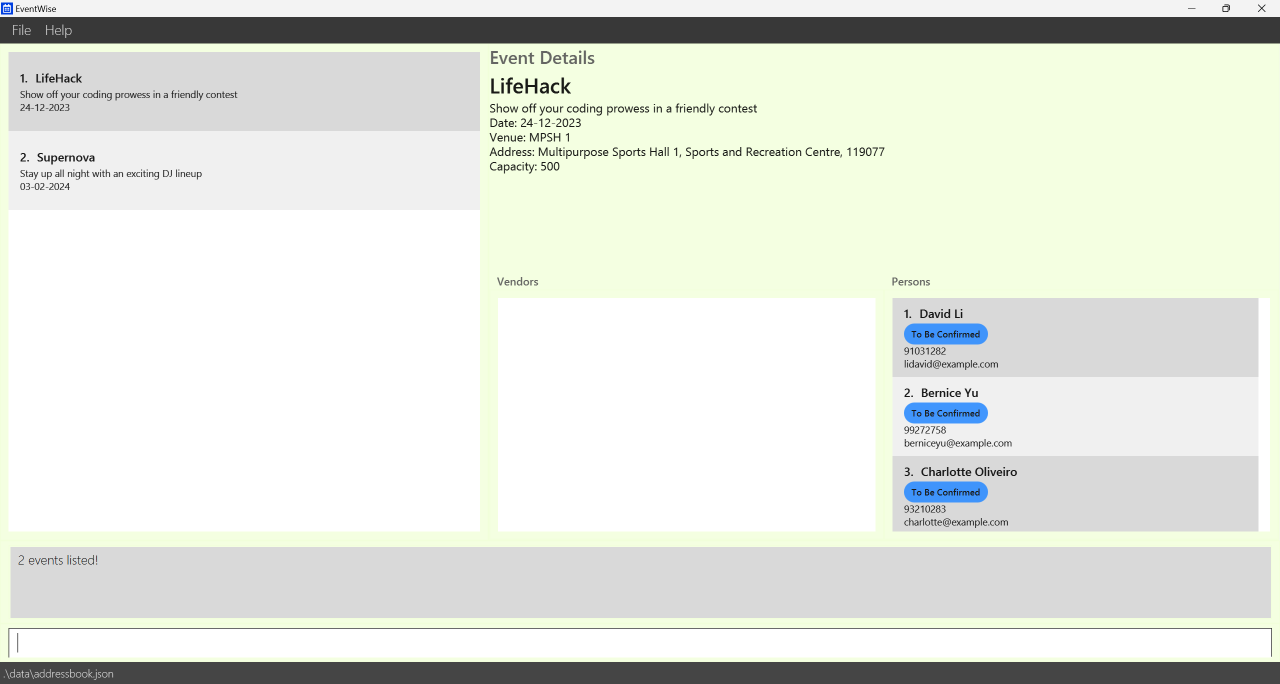 EventWise
File Help
1. LifeHack
Show off your coding prowess in a friendly contest
24-12-2023
2. Supernova
Stay up all night with an exciting DJ lineup
03-02-2024
Event Details
LifeHack
Show off your coding prowess in a friendly contest
Date: 24-12-2023
Venue: MPSH 1
Address: Multipurpose Sports Hall 1, Sports and Recreation Centre, 119077
Capacity: 500
Vendors
Persons
1. David Li
To Be Confirmed
91031282
lidavid@example.com
2. Bernice Yu
To Be Confirmed
99272758
berniceyu@example.com
3. Charlotte Oliveiro
To Be Confirmed
93210283
charlotte@example.com
2 events listed!
.\data\addressbook.json